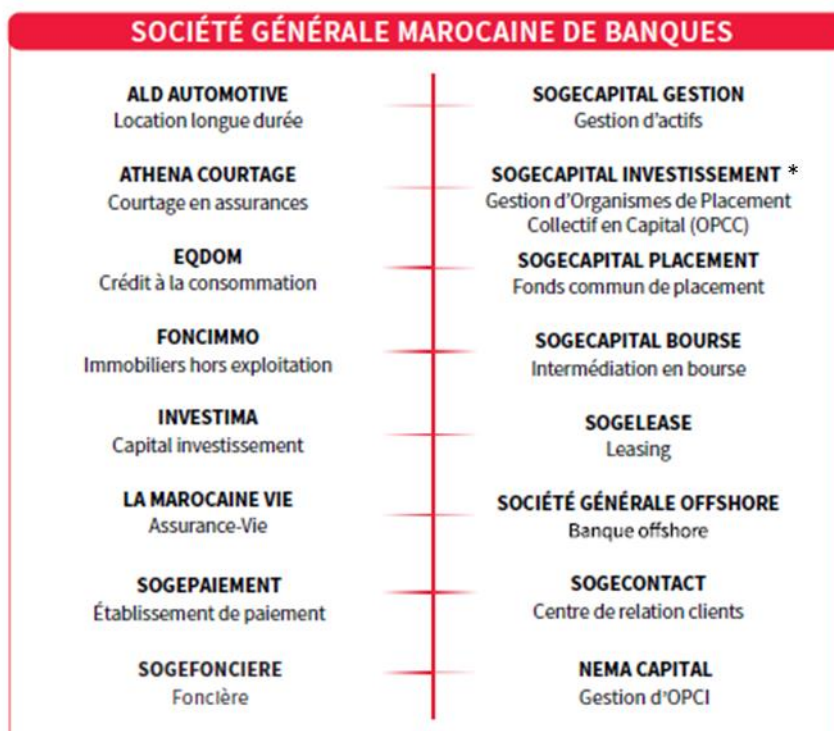 SOCIÉTÉ GÉNÉRALE MAROCAINE DE BANQUES
ALD AUTOMOTIVE
Location longue durée
ATHENA COURTAGE
Courtage en assurances
EQDOM
Crédit à la consommation
FONCIMMO
Immobiliers hors exploitation
INVESTIMA
Capital investissement
LA MAROCAINE VIE
Assurance-Vie
SOGEPAIEMENT
Établissement de paiement
SOGEFONCIERE
Foncière
SOGECAPITAL GESTION
Gestion d'actifs
SOGECAPITAL INVESTISSEMENT *
Gestion d'Organismes de Placement
Collectif en Capital (OPCC)
SOGECAPITAL PLACEMENT
Fonds commun de placement
SOGECAPITAL BOURSE
Intermédiation en bourse
SOGELEASE
Leasing
SOCIÉTÉ GÉNÉRALE OFFSHORE
Banque offshore
SOGECONTACT
Centre de relation clients
NEMA CAPITAL
Gestion d'OPCI